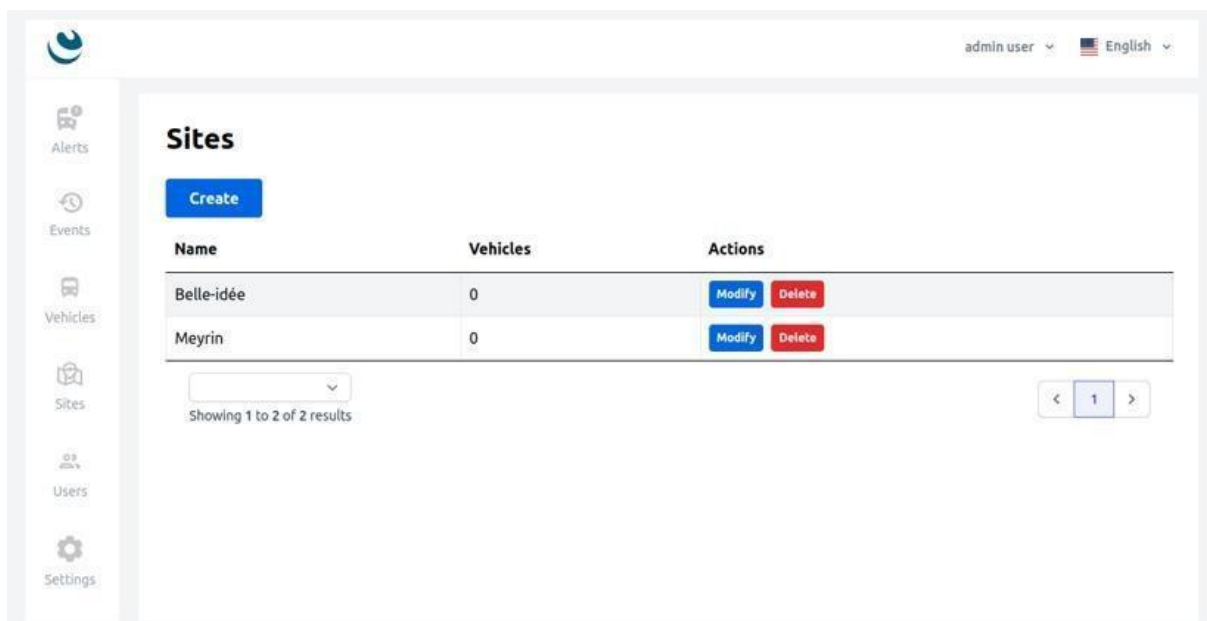 admin user English
Alerts
Sites
Create
Events
Name Vehicles Actions
Belle-idée 0 Modify Delete
Vehicles
Meyrin 0 Modify Delete
Sites
1
Showing 1 to 2 of 2 results
Users
Settings